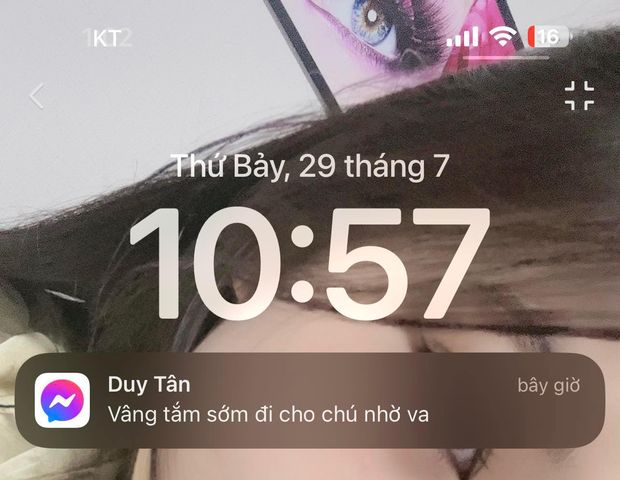 KT
16
Thứ Bảy, 29 tháng 7
10:57
Duy Tân
bây giờ
Vâng tắm sớm đi cho chú nhờ va